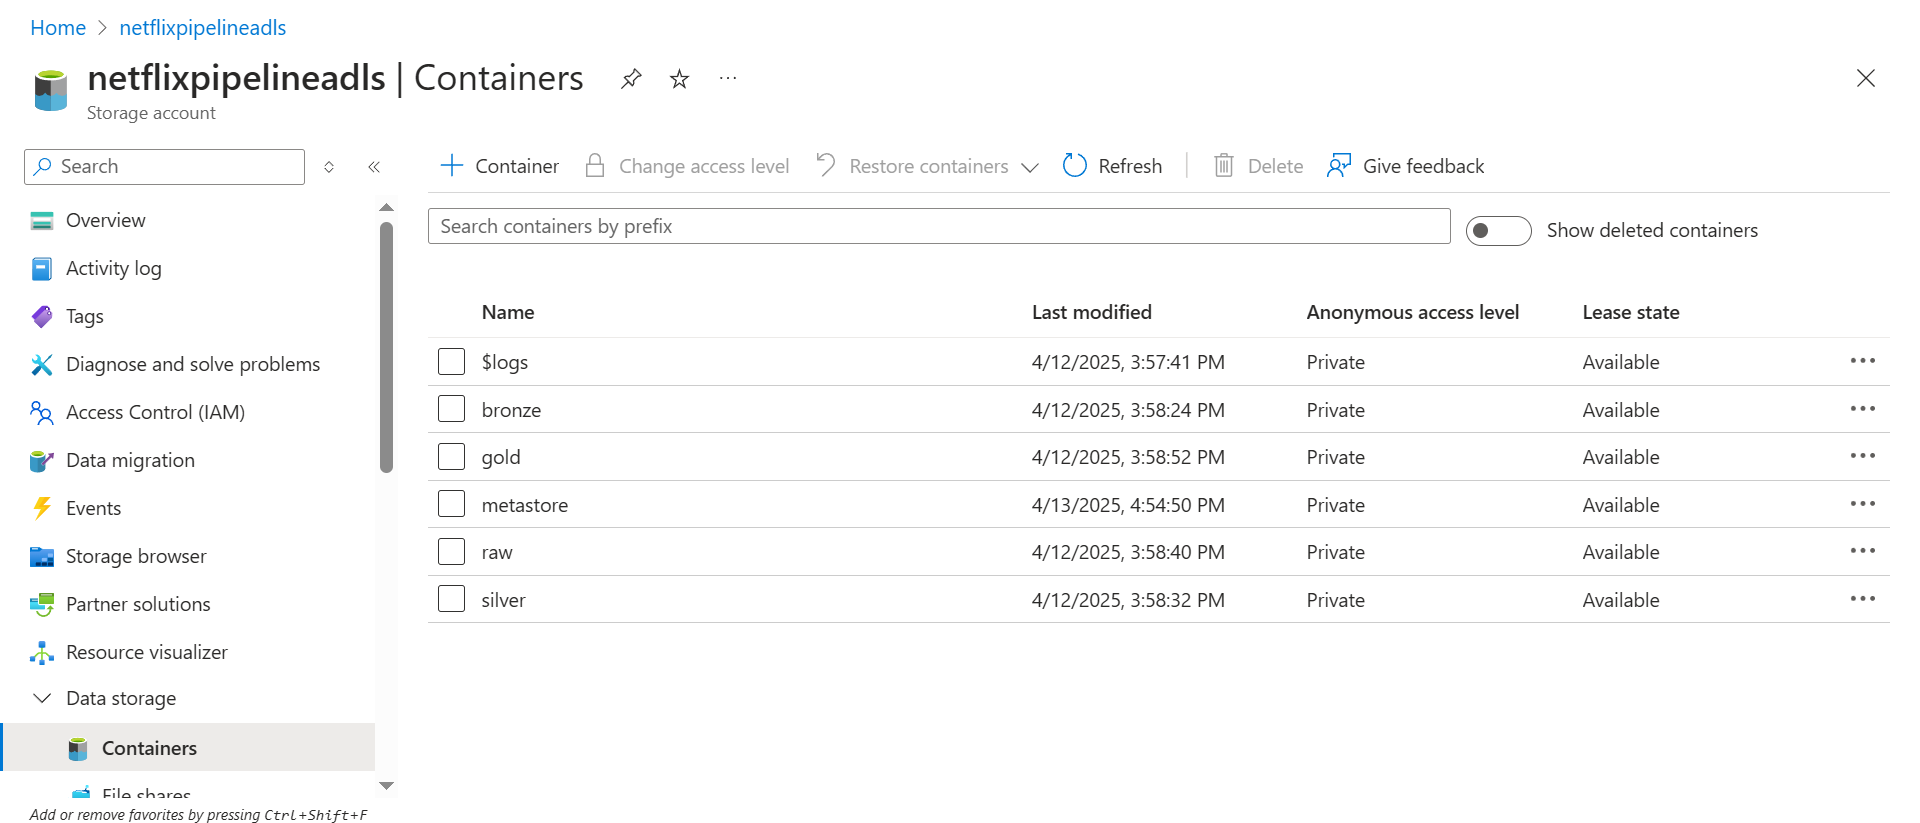 Home > netflixpipelineadls
netflixpipelineadls | Containers
Storage account
Search
Overview
Activity log
Tags
Diagnose and solve problems
Access Control (IAM)
Data migration
Events
Storage browser
Partner solutions
Resource visualizer
Data storage
Containers
File shares
Add or remove favorites by pressing Ctrl+Shift+F
Container Change access level Restore containers Refresh Delete Give feedback
Search containers by prefix Show deleted containers
Name Last modified Anonymous access level Lease state
$logs 4/12/2025, 3:57:41 PM Private Available
bronze 4/12/2025, 3:58:24 PM Private Available
gold 4/12/2025, 3:58:52 PM Private Available
metastore 4/13/2025, 4:54:50 PM Private Available
raw 4/12/2025, 3:58:40 PM Private Available
silver 4/12/2025, 3:58:32 PM Private Available